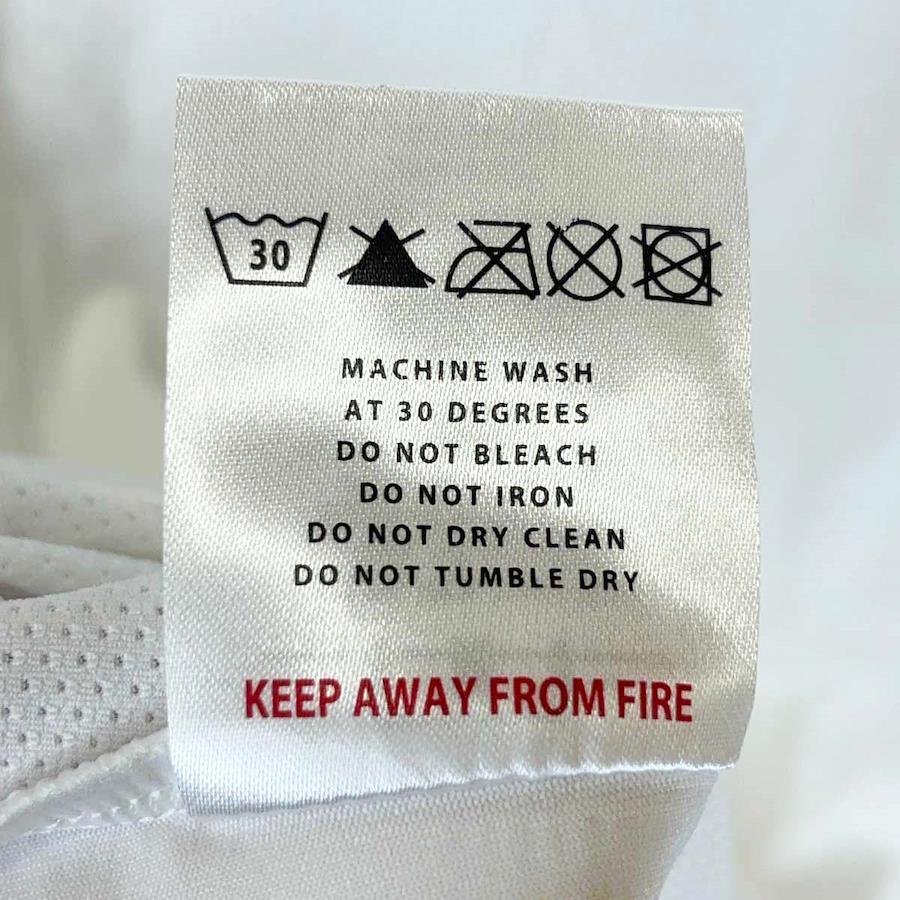 30
MACHINE WASH
AT 30 DEGREES
DO NOT BLEACH
DO NOT IRON
DO NOT DRY CLEAN
DO NOT TUMBLE DRY
KEEP AWAY FROM FIRE